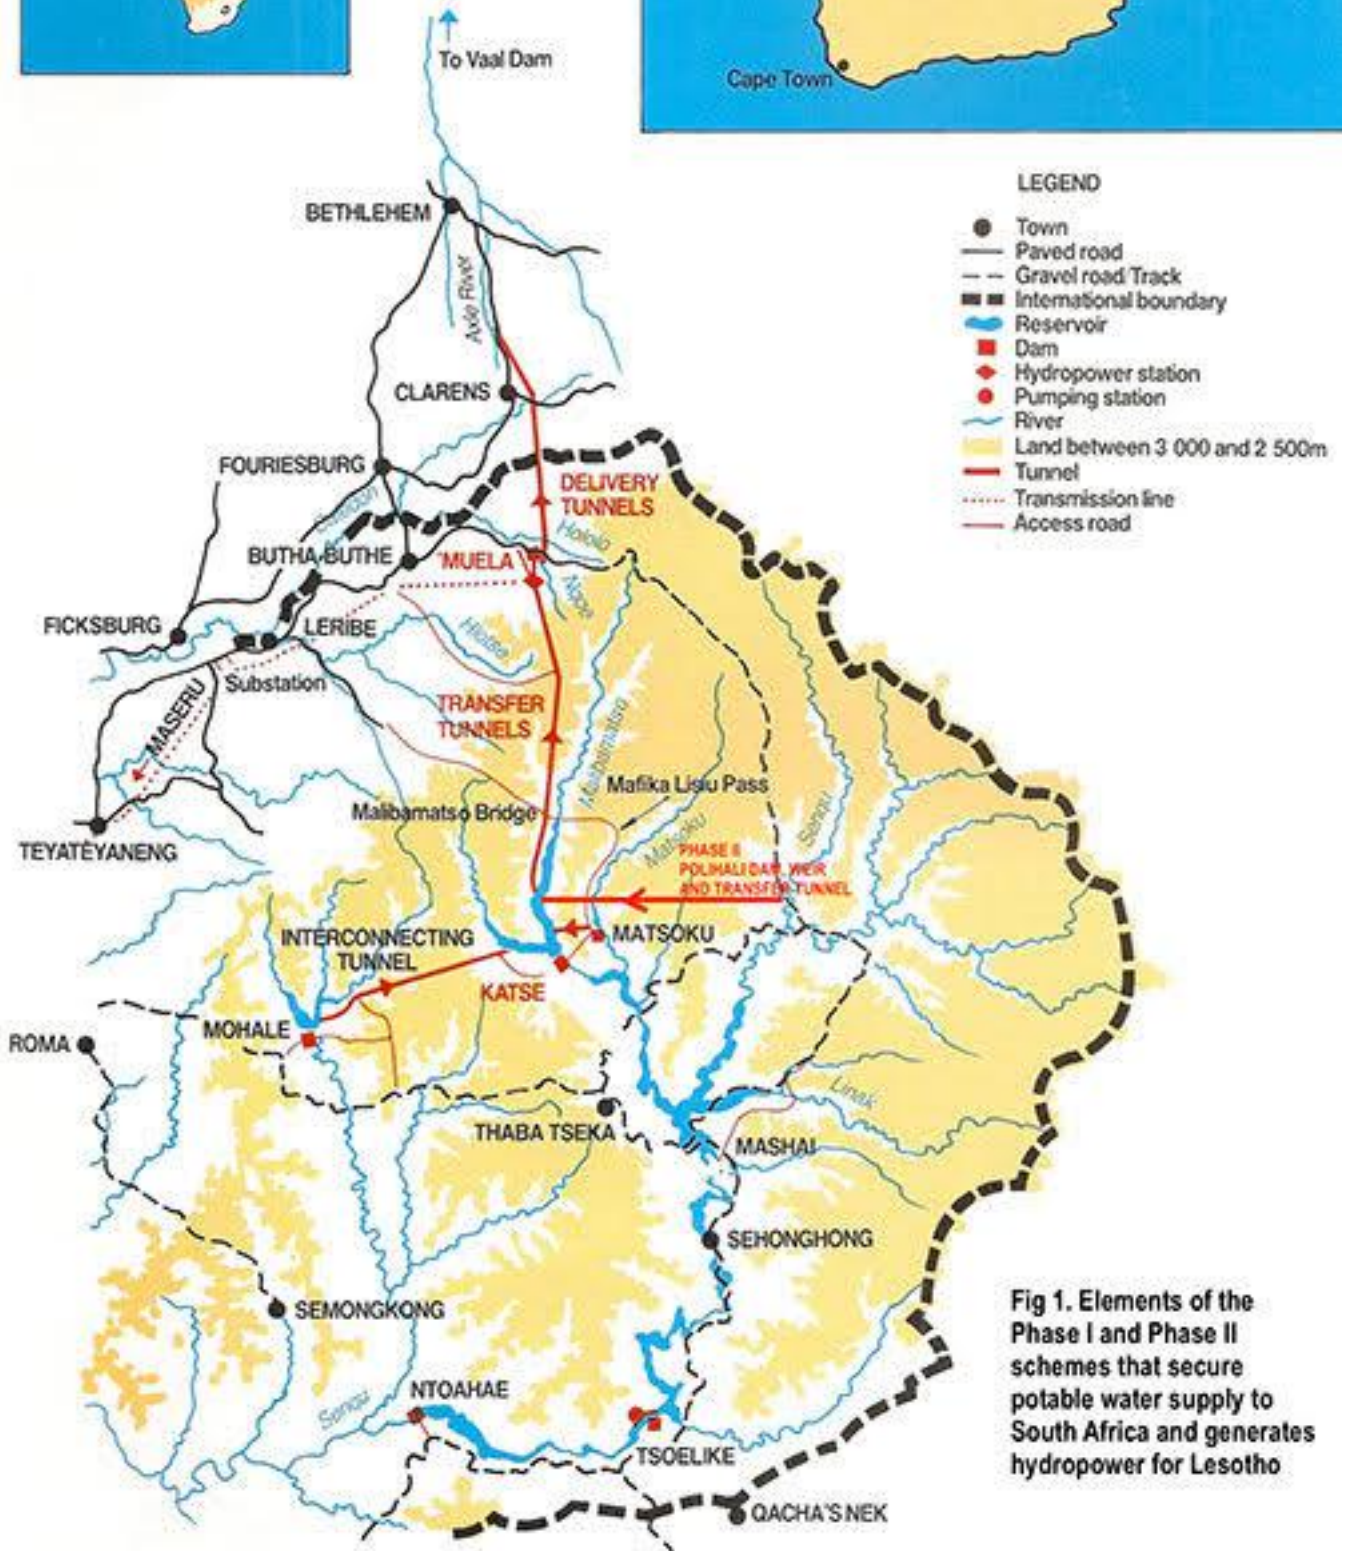 To Vaal Dam
Cape Town
LEGEND
Town
Paved road
Gravel road/Track
International boundary
Reservoir
Dam
Hydropower station
Pumping station
River
Land between 3 000 and 2 500m
Tunnel
Transmission line
Access road
BETHLEHEM
Axle River
CLARENS
FOURIESBURG
DELIVERY
TUNNELS
Hololo
BUTHA-BUTHE
'MUELA
Ngoe
FICKSBURG
LERIBE
Hlotse
Substation
MASERU
TRANSFER
TUNNELS
Malibamatso
Mafika Lisiu Pass
Malibamatso Bridge
Matsoku
Senqu
TEYATEYANENG
PHASE II
POLIHALI DAM, WEIR
AND TRANSFER TUNNEL
INTERCONNECTING
TUNNEL
MATSOKU
KATSE
MOHALE
ROMA
Linak
THABA TSEKA
MASHAI
SEHONGHONG
SEMONGKONG
NTOAHAE
Senqu
TSOELIKE
QACHA'S NEK
Fig 1. Elements of the
Phase I and Phase II
schemes that secure
potable water supply to
South Africa and generates
hydropower for Lesotho